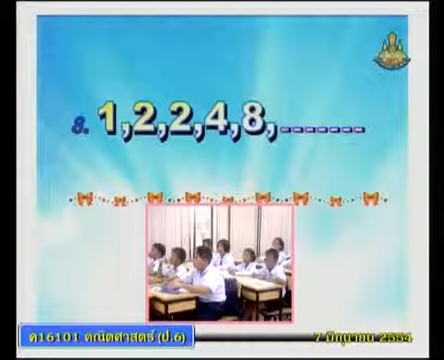 8. 1,2,2,4,8,.......
ค16101 คณิตศาสตร์ (ป.6)
7 มิถุนายน 2554